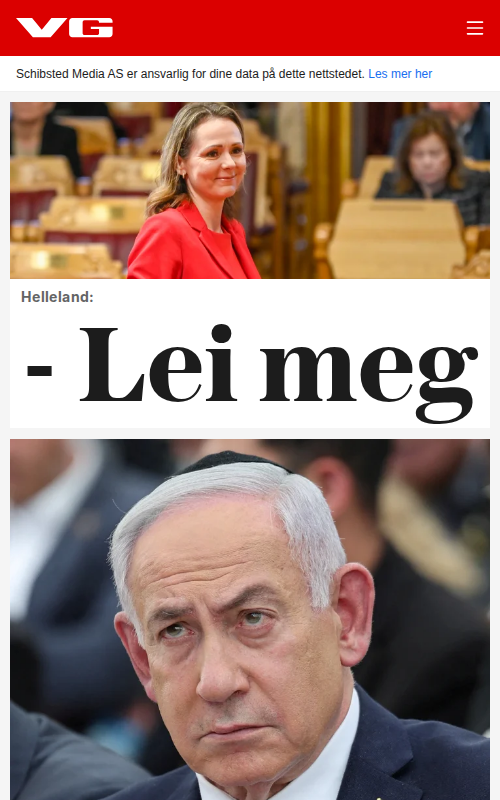 VG
Schibsted Media AS er ansvarlig for dine data på dette nettstedet. Les mer her
Helleland:
- Lei meg